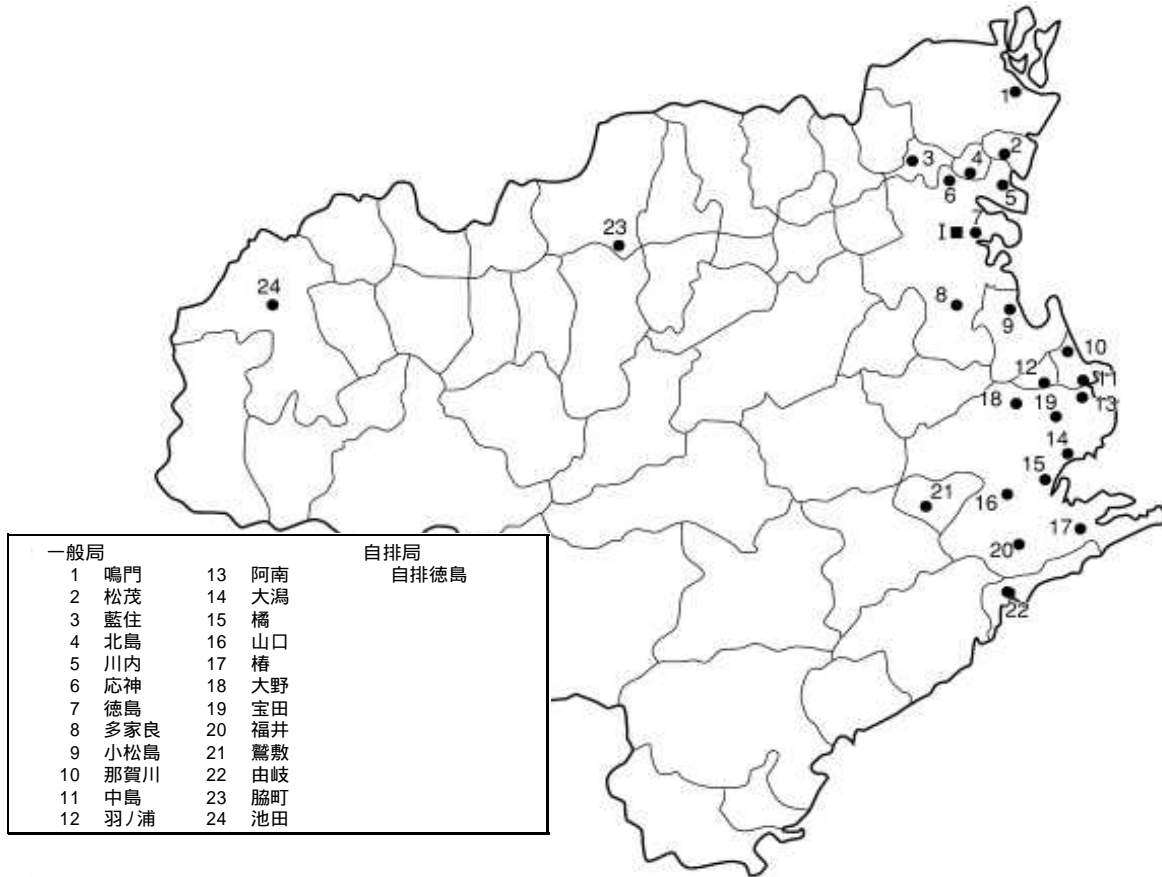 1
2
3
4
6
5
23
I
7
24
8
9
10
12
11
18
19
13
14
15
21
16
17
20
22
一般局 自排局
1 鳴門 13 阿南 自排徳島
2 松茂 14 大潟
3 藍住 15 橘
4 北島 16 山口
5 川内 17 椿
6 応神 18 大野
7 徳島 19 宝田
8 多家良 20 福井
9 小松島 21 鷲敷
10 那賀川 22 由岐
11 中島 23 脇町
12 羽ノ浦 24 池田